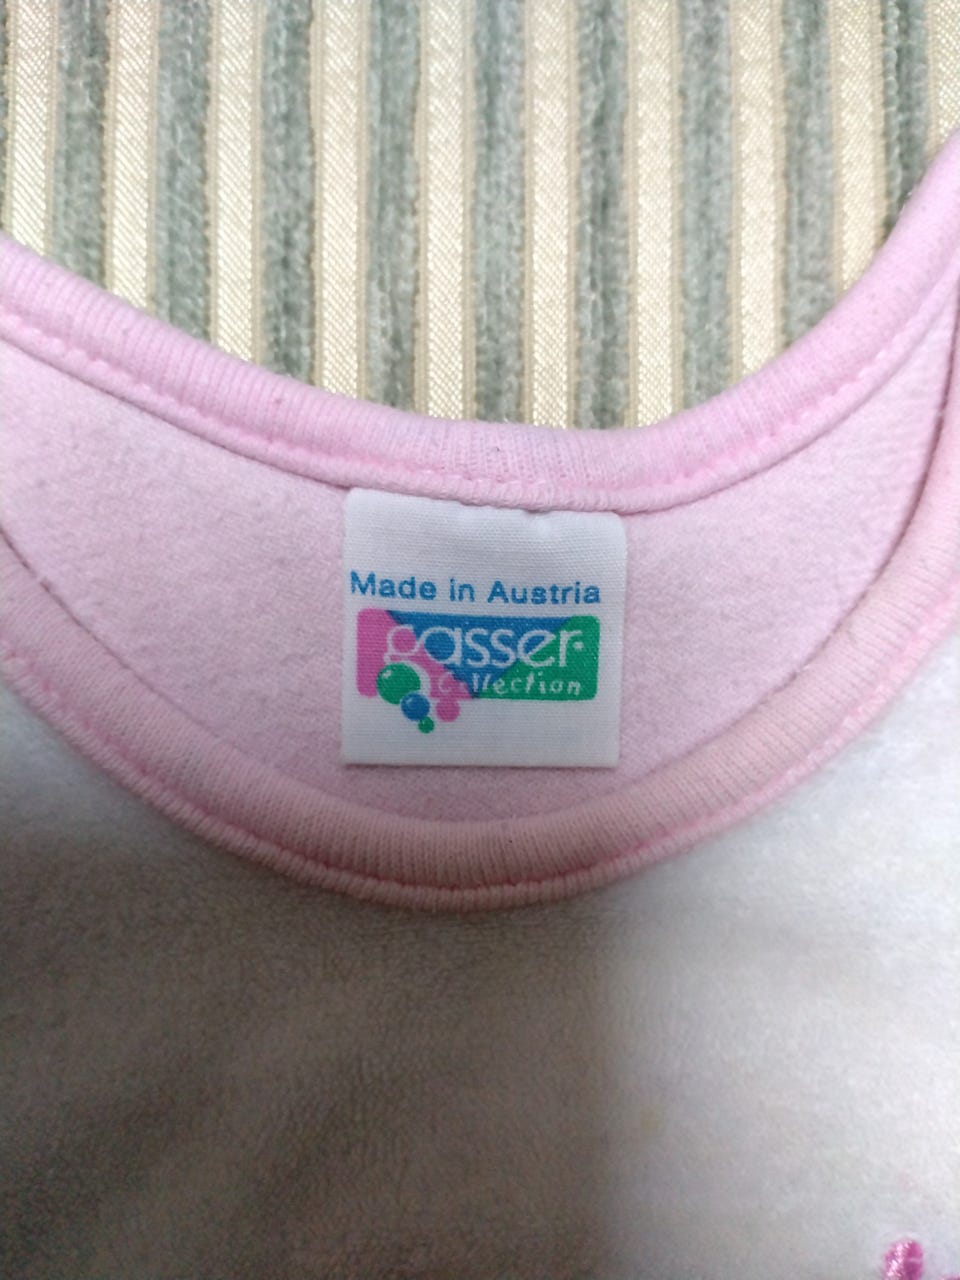 Made in Austria
gasser
Collection